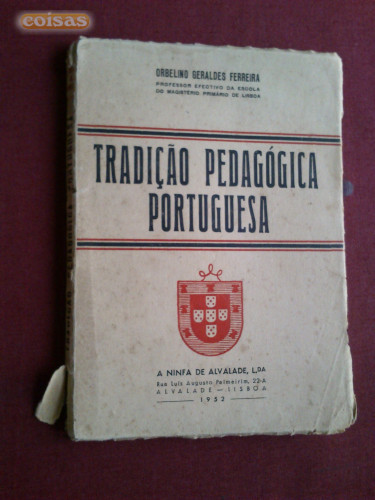 coisas
ORBELINO GERALDES FERREIRA
PROFESSOR EFECTIVO DA ESCOLA
DO MAGISTÉRIO PRIMÁRIO DE LISBOA
TRADIÇÃO PEDAGÓGICA
PORTUGUESA
A NINFA DE ALVALADE, L.DA
Rua Luís Augusto Palmeirim, 22-A
ALVALADE — LISBOA
1953